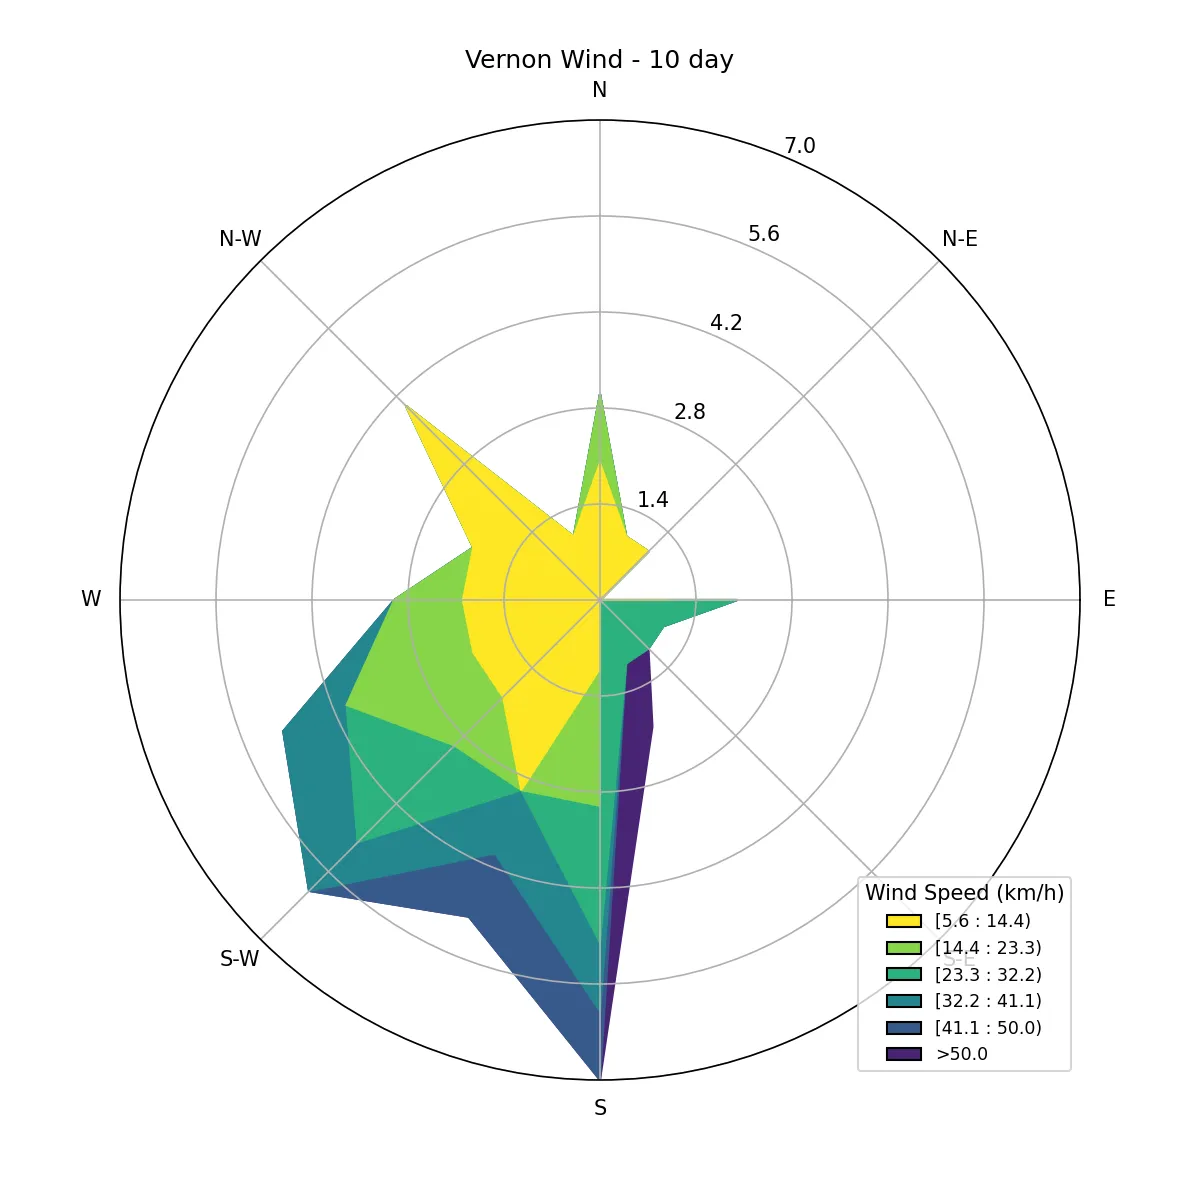 Vernon Wind - 10 day
N
7.0
5.6
N-W
N-E
4.2
2.8
1.4
W
E
Wind Speed (km/h)
[5.6 : 14.4)
[14.4 : 23.3)
S-W
S-E
[23.3 : 32.2)
[32.2 : 41.1)
[41.1 : 50.0)
>50.0
S